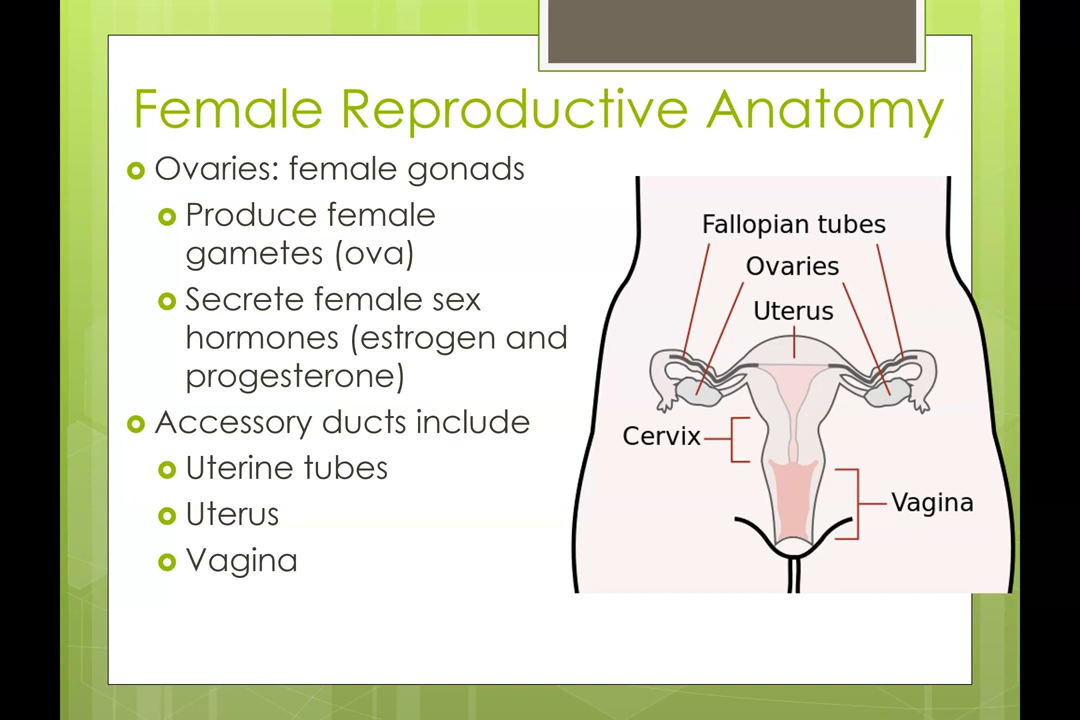 Female Reproductive Anatomy
Ovaries: female gonads
Produce female
gametes (ova)
Secrete female sex
hormones (estrogen and
progesterone)
Accessory ducts include
Uterine tubes
Uterus
Vagina
Fallopian tubes
Ovaries
Uterus
Cervix
Vagina